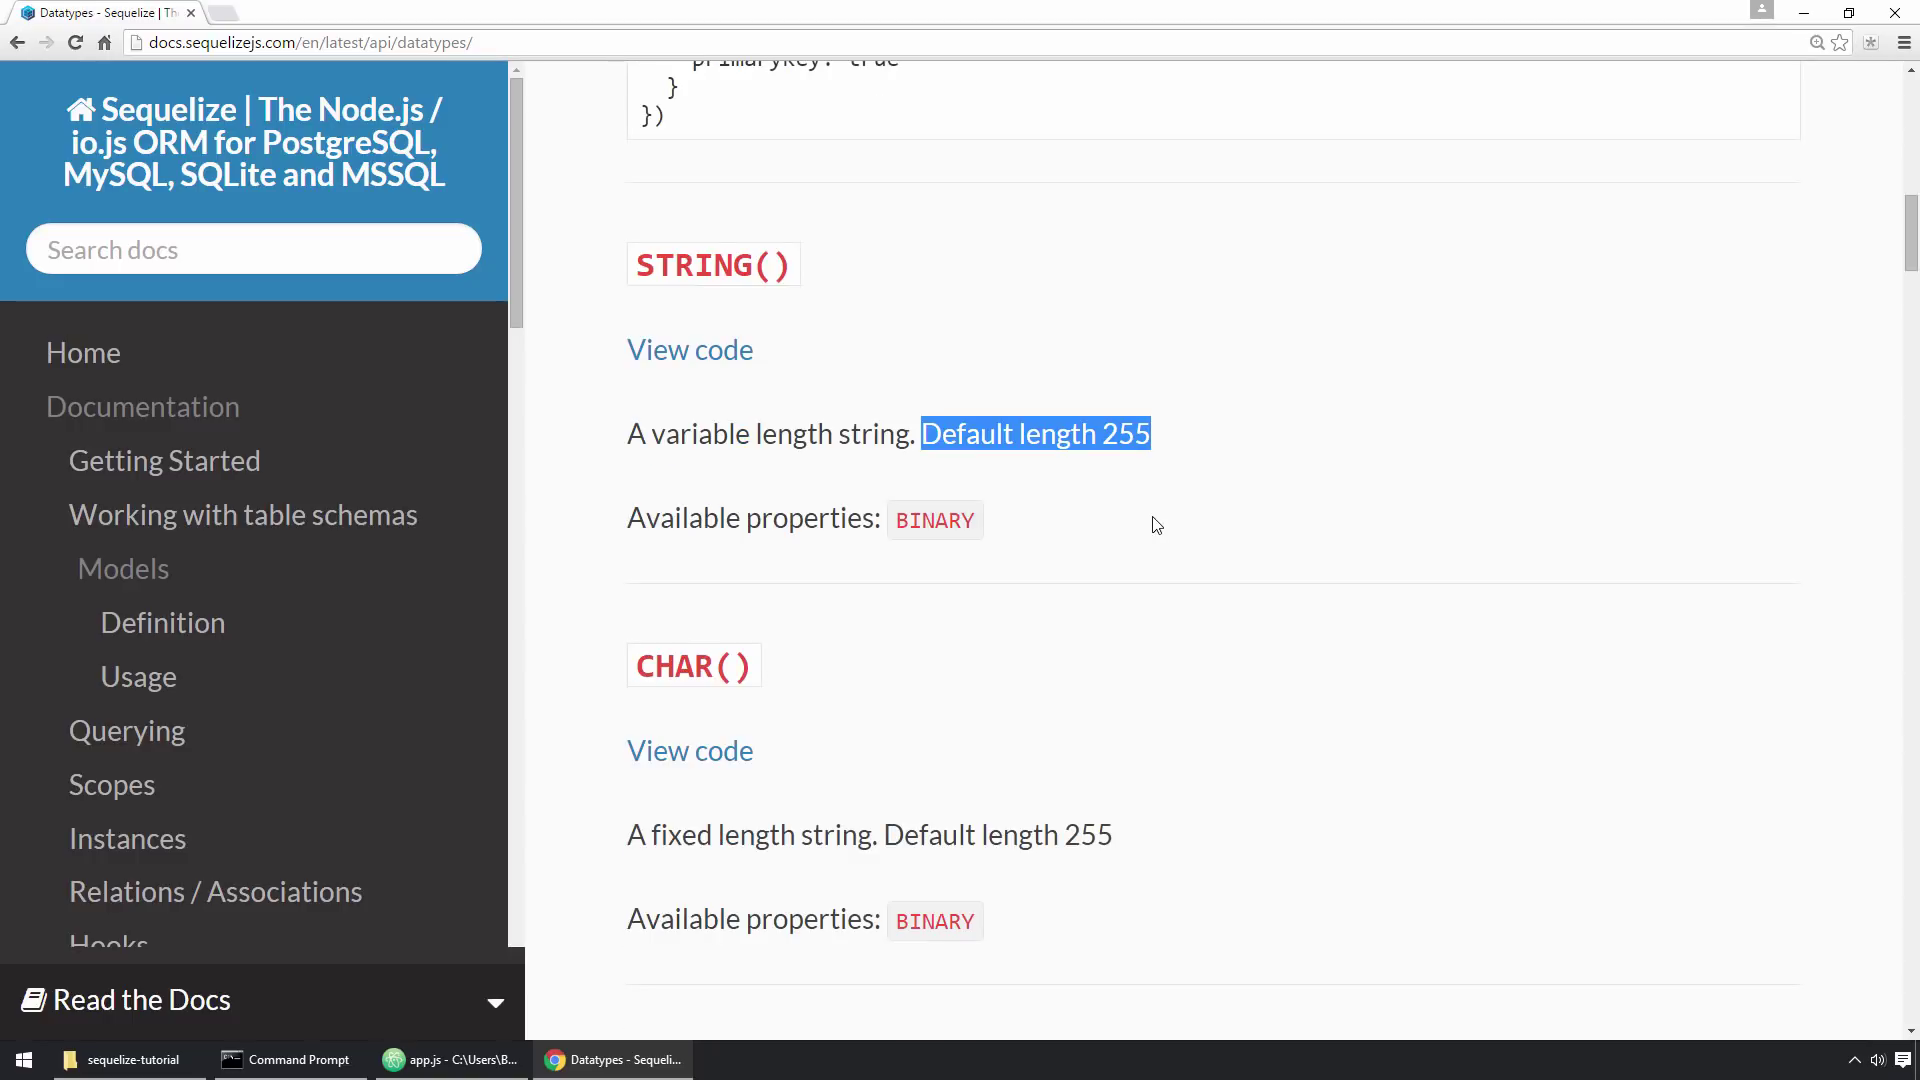 Datatypes - Sequelize | Th
docs.sequelizejs.com/en/latest/api/datatypes/
Sequelize | The Node.js /
io.js ORM for PostgreSQL,
MySQL, SQLite and MSSQL
Search docs
Home
Documentation
Getting Started
Working with table schemas
Models
Definition
Usage
Querying
Scopes
Instances
Relations / Associations
Hooks
Read the Docs
primaryKey: true
}
})
STRING()
View code
A variable length string. Default length 255
Available properties: BINARY
CHAR()
View code
A fixed length string. Default length 255
Available properties: BINARY
sequelize-tutorial
Command Prompt
app.js - C:\Users\B...
Datatypes - Sequeli...